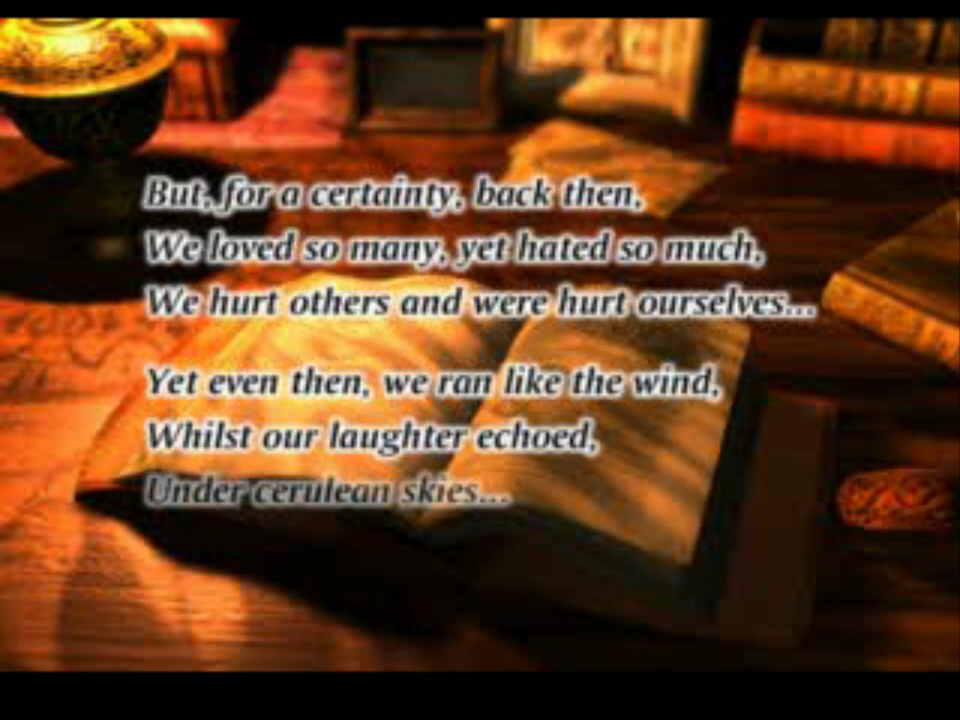 But, for a certainty, back then,
We loved so many, yet hated so much,
We hurt others and were hurt ourselves...
Yet even then, we ran like the wind,
Whilst our laughter echoed,
Under cerulean skies...